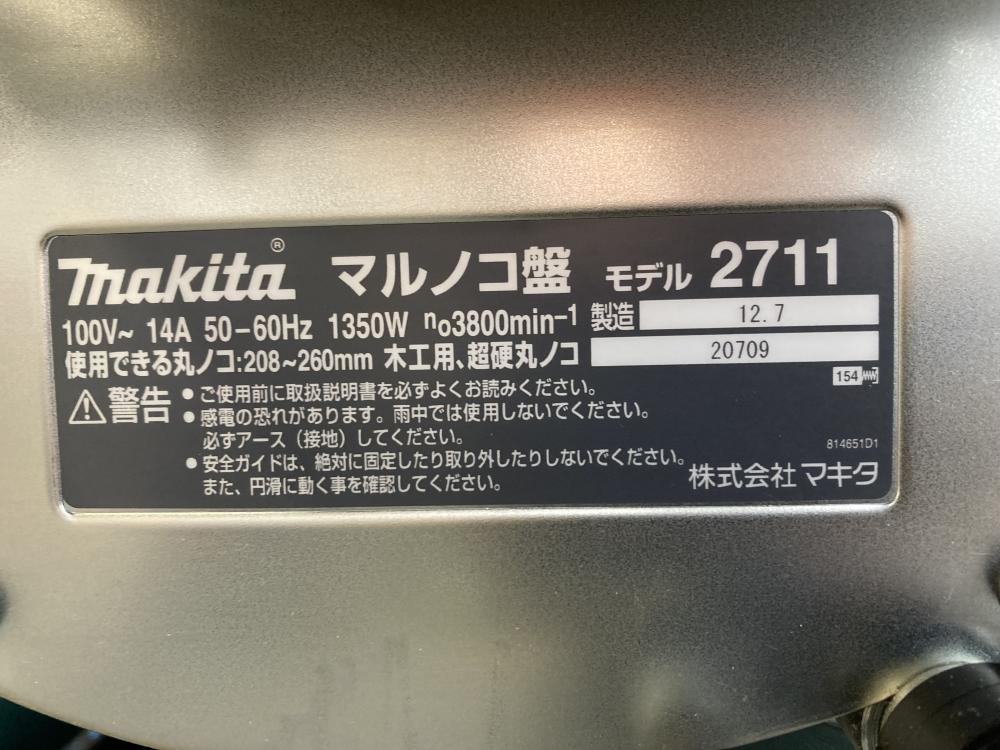 makita® マルノコ盤 モデル 2711
100V~ 14A 50-60Hz 1350W n₀3800min⁻¹ 製造 12.7
使用できる丸ノコ:208~260mm 木工用、超硬丸ノコ 20709
154
⚠警告 ●ご使用前に取扱説明書を必ずよくお読みください。
●感電の恐れがあります。雨中では使用しないでください。
必ずアース（接地）してください。
814651D1
●安全ガイドは、絶対に固定したり取り外したりしないでください。
また、円滑に動く事を確認してください。
株式会社 マキタ